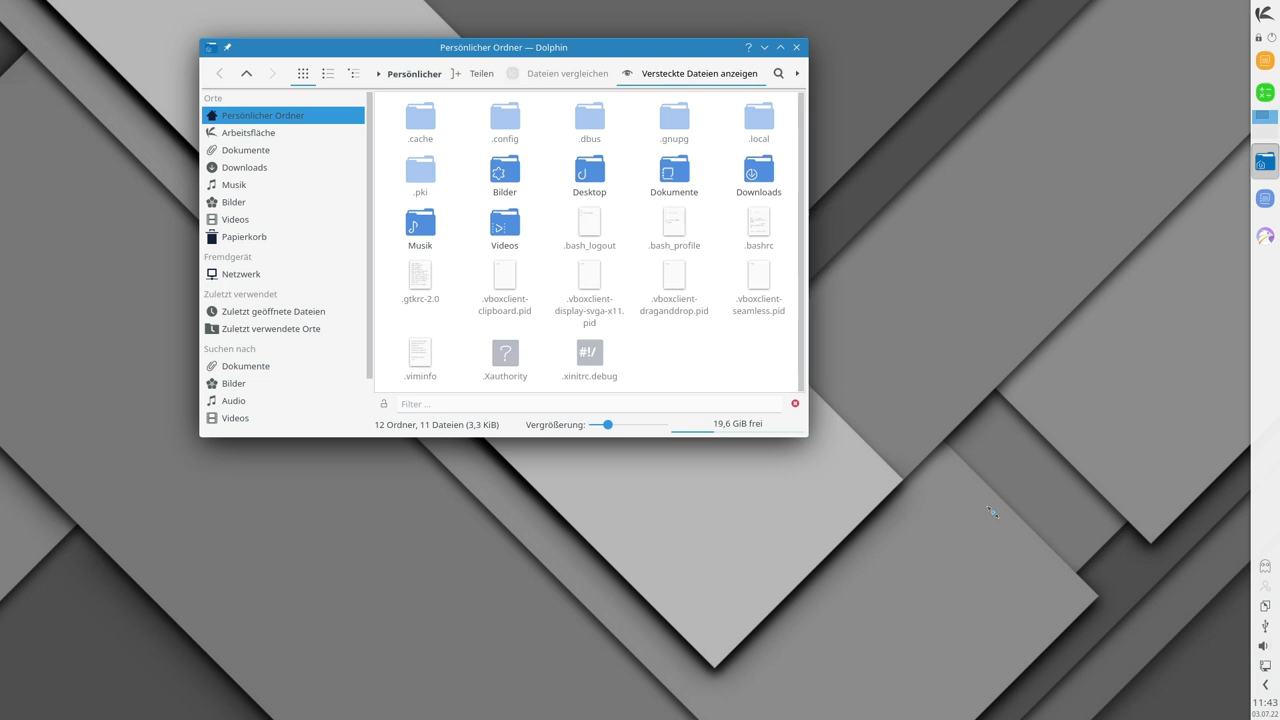 Persönlicher Ordner — Dolphin
Persönlicher
Teilen
Dateien vergleichen
Versteckte Dateien anzeigen
Orte
Persönlicher Ordner
Arbeitsfläche
Dokumente
Downloads
Musik
Bilder
Videos
Papierkorb
Fremdgerät
Netzwerk
Zuletzt verwendet
Zuletzt geöffnete Dateien
Zuletzt verwendete Orte
Suchen nach
Dokumente
Bilder
Audio
Videos
.cache
.config
.dbus
.gnupg
.local
.pki
Bilder
Desktop
Dokumente
Downloads
Musik
Videos
.bash_logout
.bash_profile
.bashrc
.gtkrc-2.0
.vboxclient-
clipboard.pid
.vboxclient-
display-svga-x11.
pid
.vboxclient-
draganddrop.pid
.vboxclient-
seamless.pid
.viminfo
?
.Xauthority
#!/
.xinitrc.debug
Filter ...
12 Ordner, 11 Dateien (3,3 KiB)
Vergrößerung:
19,6 GiB frei
11:43
03.07.22